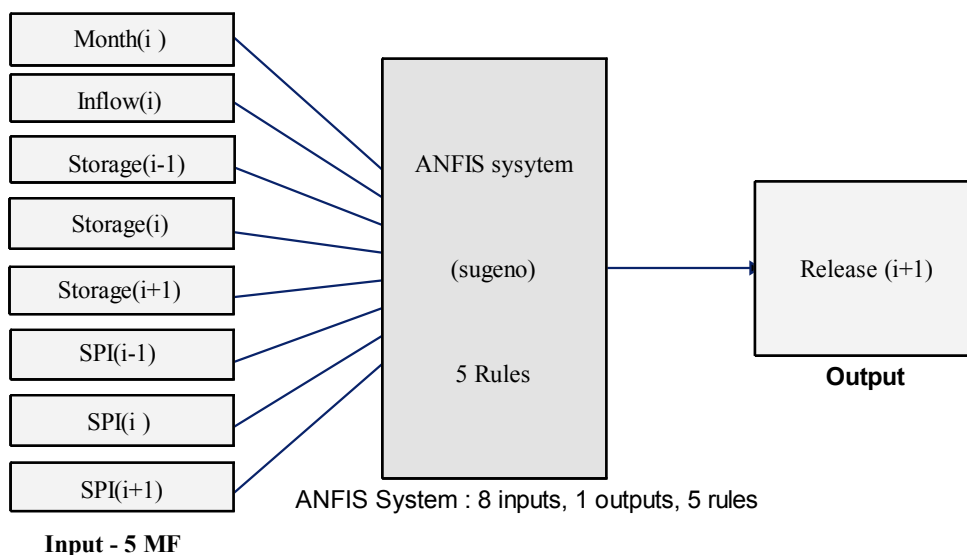 Month(i )
Inflow(i)
Storage(i-1)
Storage(i)
Storage(i+1)
SPI(i-1)
SPI(i )
SPI(i+1)
Input - 5 MF
ANFIS sysytem
(sugeno)
5 Rules
ANFIS System : 8 inputs, 1 outputs, 5 rules
Release (i+1)
Output